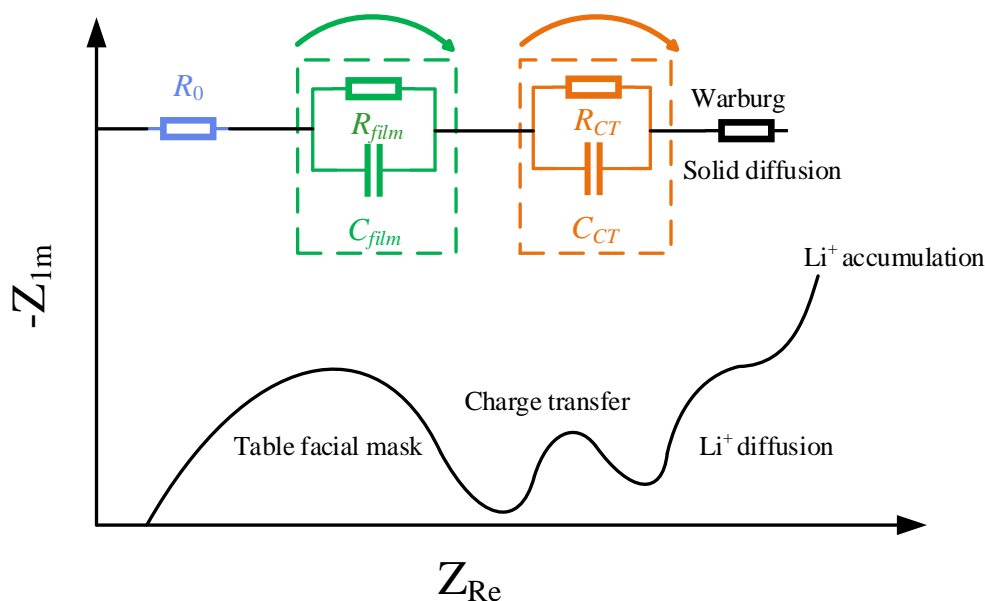 R0
Rfilm
Cfilm
RCT
CCT
Warburg
Solid diffusion
Li+ accumulation
-Z1m
Charge transfer
Table facial mask
Li+ diffusion
ZRe